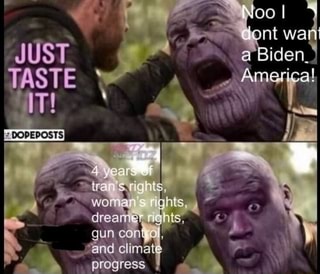 Noo I
dont want
a Biden
America!
JUST
TASTE
IT!
DOPEPOSTS
4 years of
tran's rights,
woman's rights,
dreamer rights,
gun control,
and climate
progress